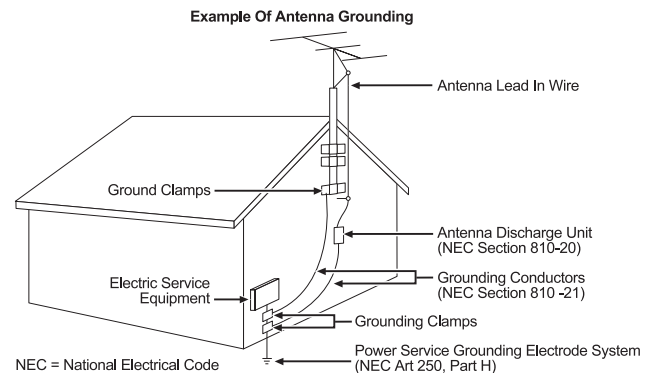 Example Of Antenna Grounding
Antenna Lead In Wire
Ground Clamps
Antenna Discharge Unit
(NEC Section 810-20)
Electric Service
Equipment
Grounding Conductors
(NEC Section 810 -21)
Grounding Clamps
Power Service Grounding Electrode System
(NEC Art 250, Part H)
NEC = National Electrical Code